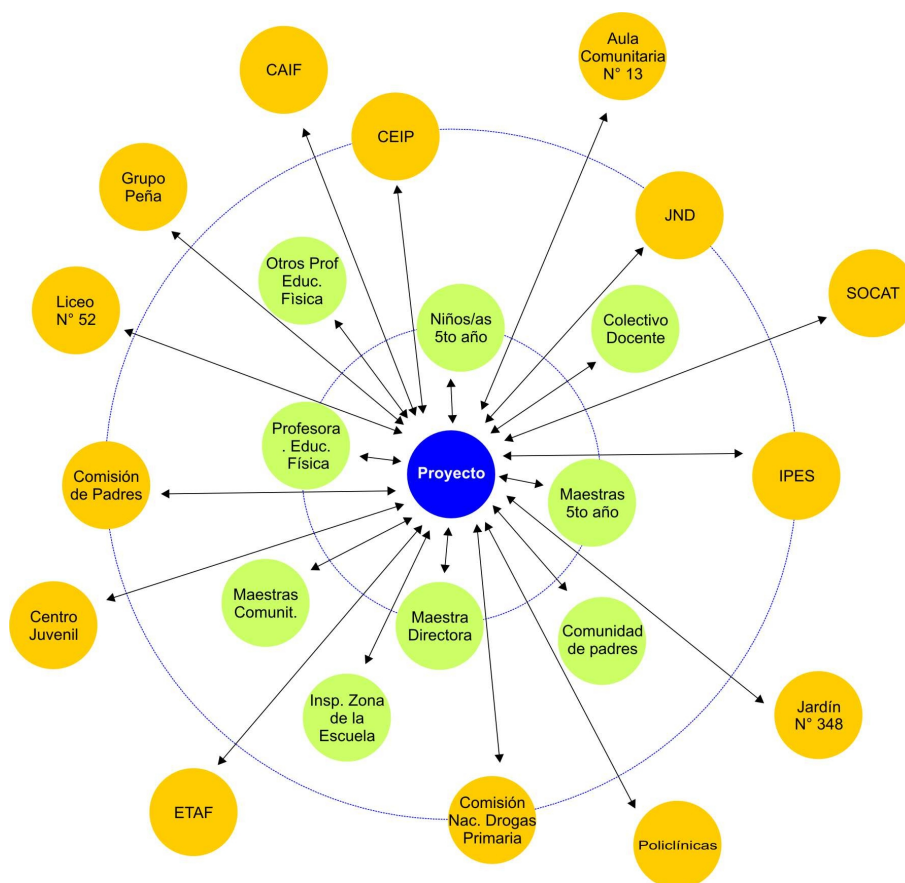 Aula
Comunitaria
N° 13
CAIF
CEIP
Grupo
Peña
JND
Otros Prof
Educ.
Fìsica
Liceo
N° 52
Niños/as
5to año
Colectivo
Docente
SOCAT
Profesora
. Educ.
Física
Proyecto
Comisión
de Padres
Maestras
5to año
IPES
Maestras
Comunit.
Centro
Juvenil
Maestra
Directora
Comunidad
de padres
Insp. Zona
de la
Escuela
Jardín
N° 348
ETAF
Comisión
Nac. Drogas
Primaria
Policlínicas